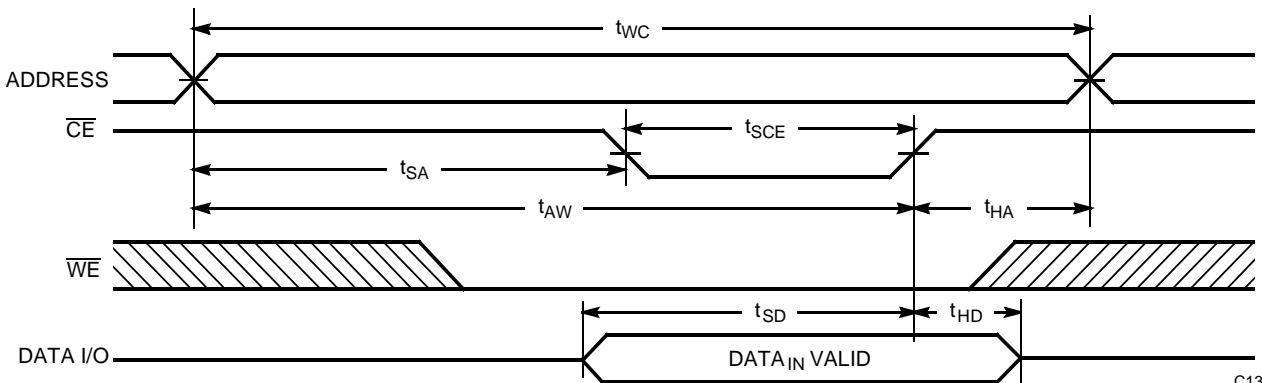 tWC
ADDRESS
CE
tSCE
tSA
tAW
tHA
WE
tSD
tHD
DATA I/O
DATAIN VALID
C13